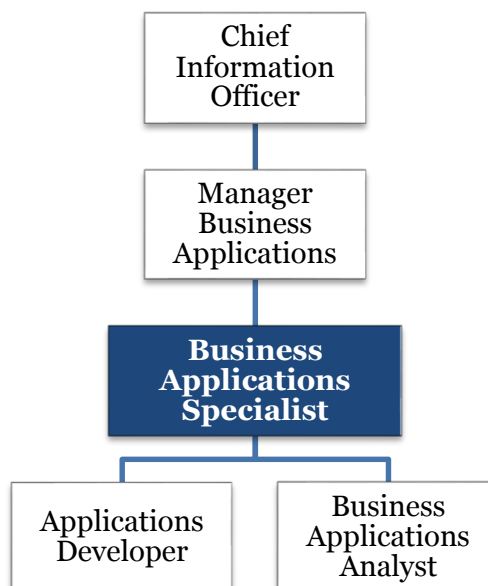 Chief
Information
Officer
Manager
Business
Applications
Business
Applications
Specialist
Applications
Developer
Business
Applications
Analyst